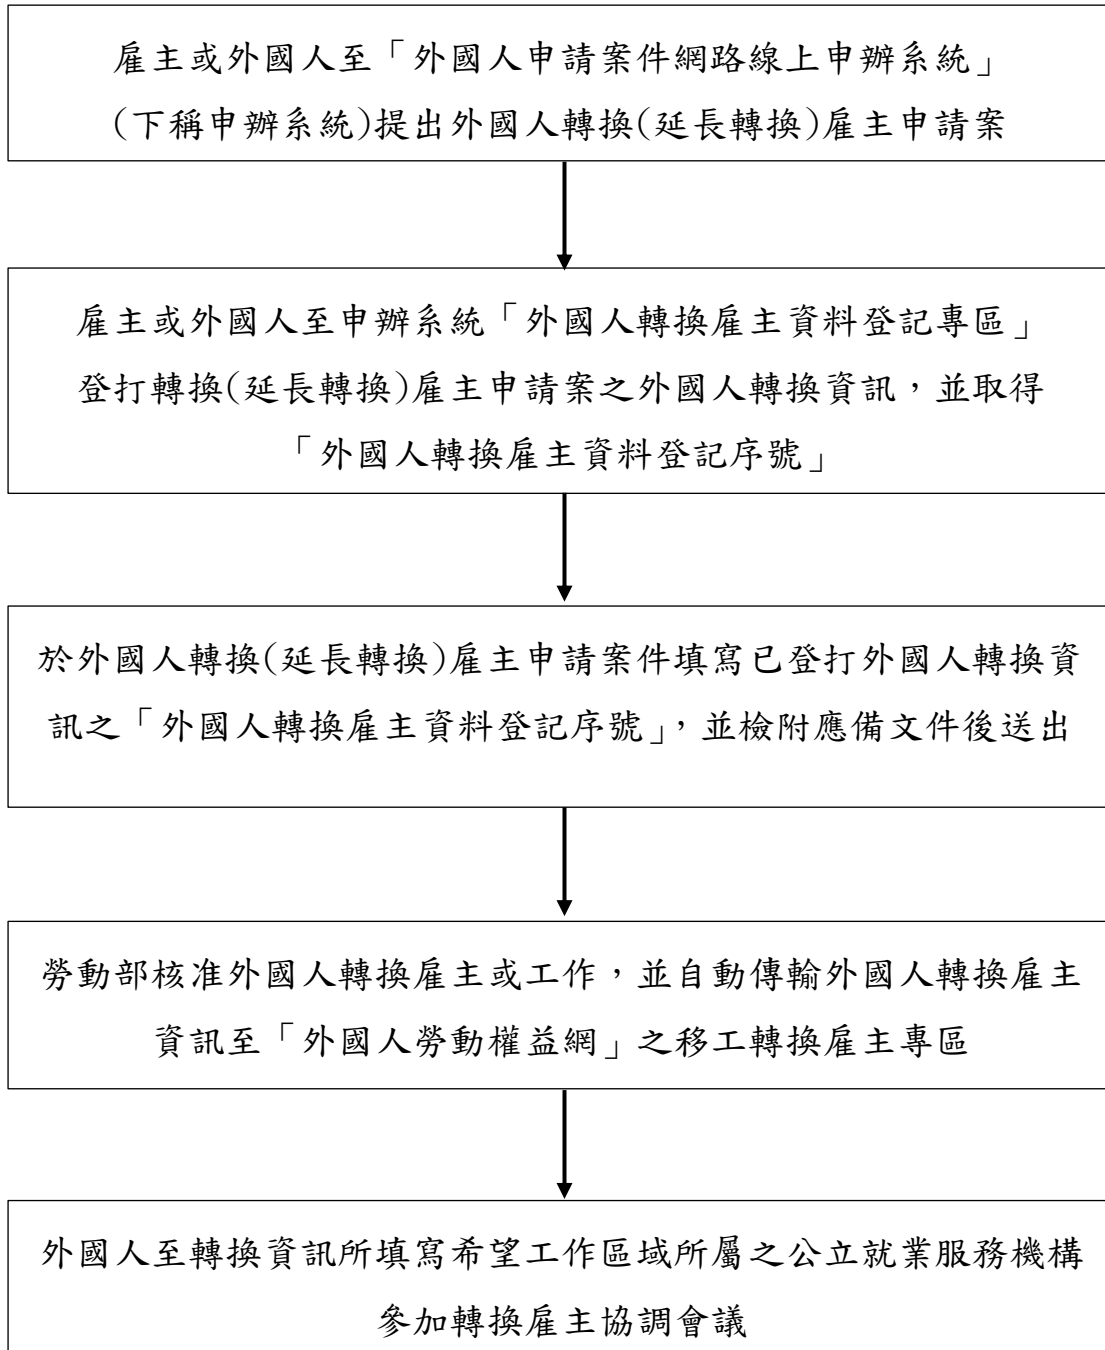 雇主或外國人至「外國人申請案件網路線上申辦系統」
(下稱申辦系統)提出外國人轉換(延長轉換)雇主申請案
雇主或外國人至申辦系統「外國人轉換雇主資料登記專區」
登打轉換(延長轉換)雇主申請案之外國人轉換資訊，並取得
「外國人轉換雇主資料登記序號」
於外國人轉換(延長轉換)雇主申請案件填寫已登打外國人轉換資
訊之「外國人轉換雇主資料登記序號」，並檢附應備文件後送出
勞動部核准外國人轉換雇主或工作，並自動傳輸外國人轉換雇主
資訊至「外國人勞動權益網」之移工轉換雇主專區
外國人至轉換資訊所填寫希望工作區域所屬之公立就業服務機構
參加轉換雇主協調會議